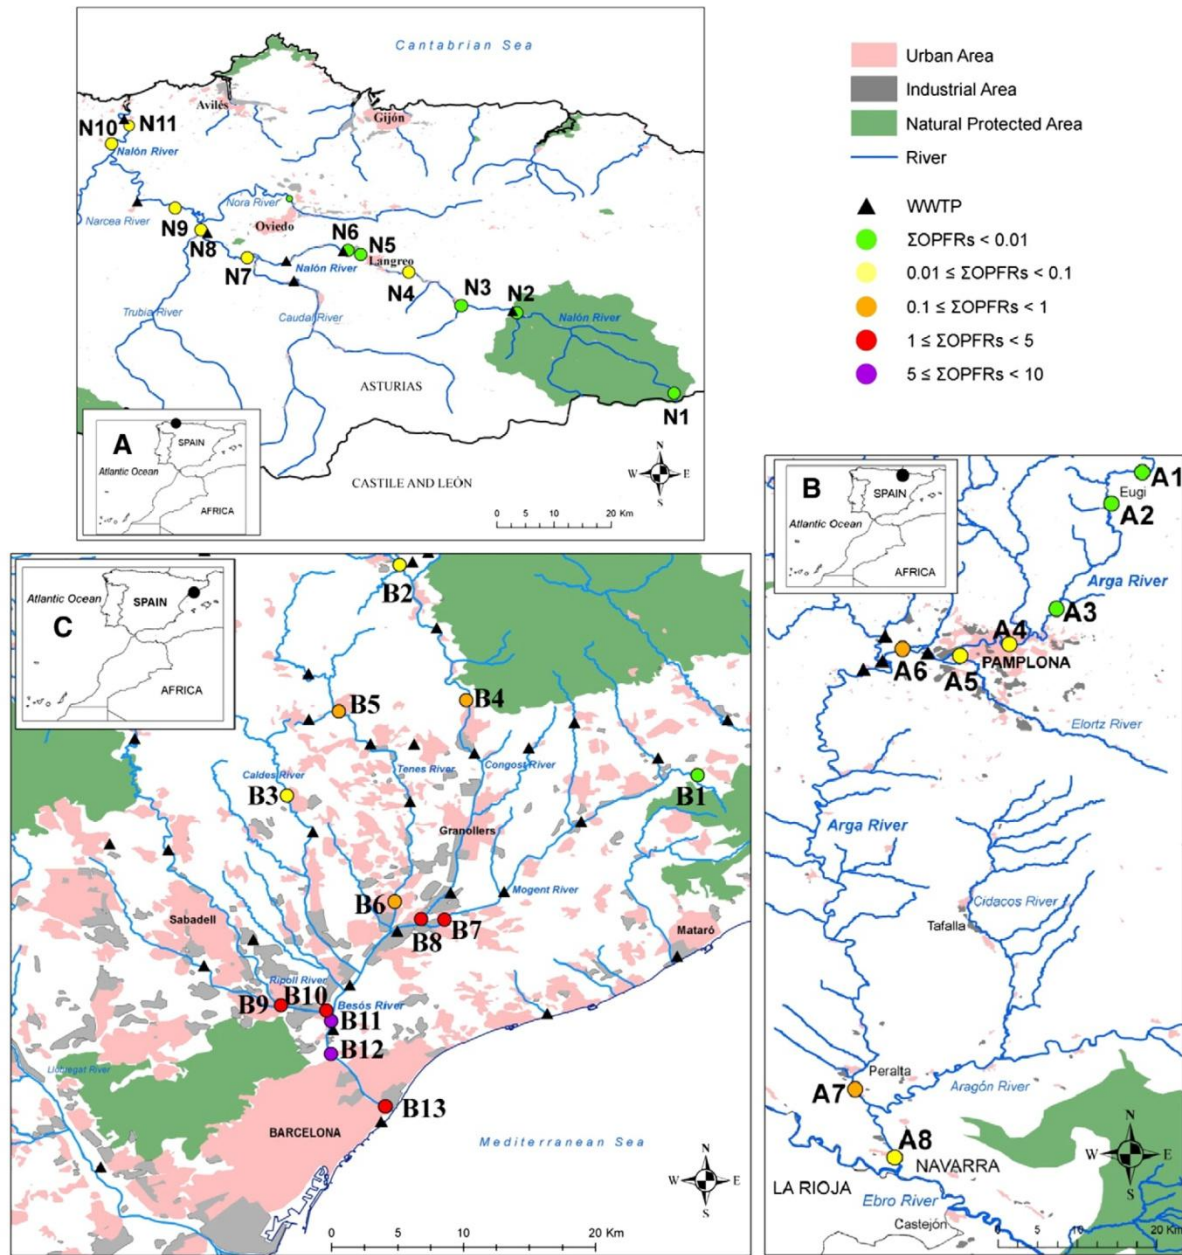 Cantabrian Sea
Avilés
Gijón
N10
N11
Nalón River
Narcea River
Nora River
Oviedo
N9
N8
N7
N6
N5
Langreo
Nalón River
N4
N3
N2
Nalón River
Trubia River
Caudal River
ASTURIAS
N1
CASTILE AND LEÓN
A
SPAIN
Atlantic Ocean
AFRICA
N
W E
S
0 5 10 20 Km
Urban Area
Industrial Area
Natural Protected Area
River
WWTP
ΣOPFRs < 0.01
0.01 ≤ ΣOPFRs < 0.1
0.1 ≤ ΣOPFRs < 1
1 ≤ ΣOPFRs < 5
5 ≤ ΣOPFRs < 10
B
SPAIN
Atlantic Ocean
AFRICA
A1
Eugi
A2
Arga River
A3
A4
PAMPLONA
A6
A5
Elortz River
Arga River
Cidacos River
Tafalla
Peralta
A7
Aragón River
A8
NAVARRA
LA RIOJA
Ebro River
Castejón
N
W E
S
0 5 10 20 Km
C
Atlantic Ocean
SPAIN
AFRICA
B2
B5
B4
Caldes River
Tenes River
Congost River
B3
B1
Granollers
Mogent River
B6
B8
B7
Sabadell
Mataró
Ripoll River
B9
B10
Besós River
B11
B12
Llobregat River
B13
BARCELONA
Mediterranean Sea
N
W E
S
0 5 10 20 Km